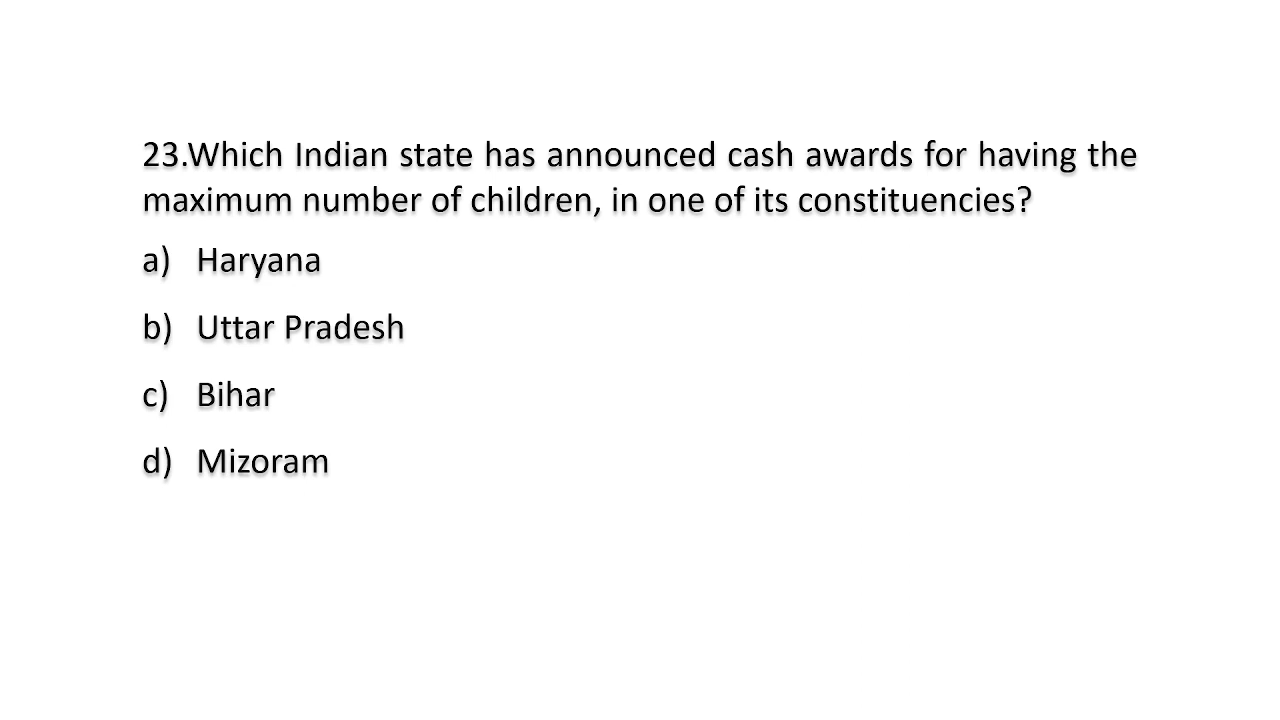 23.Which Indian state has announced cash awards for having the
maximum number of children, in one of its constituencies?
a) Haryana
b) Uttar Pradesh
c) Bihar
d) Mizoram